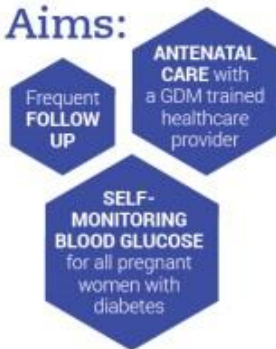 Aims:
Frequent
FOLLOW
UP
ANTENATAL
CARE with
a GDM trained
healthcare
provider
SELF-
MONITORING
BLOOD GLUCOSE
for all pregnant
women with
diabetes